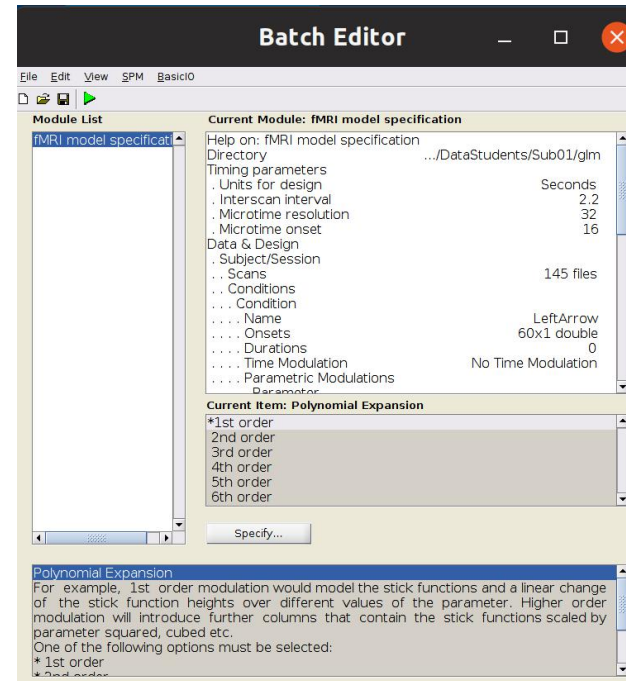 Batch Editor
File Edit View SPM BasicIO
Module List
Current Module: fMRI model specification
fMRI model specificati
Help on: fMRI model specification
Directory .../DataStudents/Sub01/glm
Timing parameters
. Units for design Seconds
. Interscan interval 2.2
. Microtime resolution 32
. Microtime onset 16
Data & Design
. Subject/Session
. . Scans 145 files
. . Conditions
. . . Condition
. . . . Name LeftArrow
. . . . Onsets 60x1 double
. . . . Durations 0
. . . . Time Modulation No Time Modulation
. . . . Parametric Modulations
Parameter
Current Item: Polynomial Expansion
*1st order
2nd order
3rd order
4th order
5th order
6th order
Specify...
Polynomial Expansion
For example, 1st order modulation would model the stick functions and a linear change
of the stick function heights over different values of the parameter. Higher order
modulation will introduce further columns that contain the stick functions scaled by
parameter squared, cubed etc.
One of the following options must be selected:
* 1st order
* 2nd order